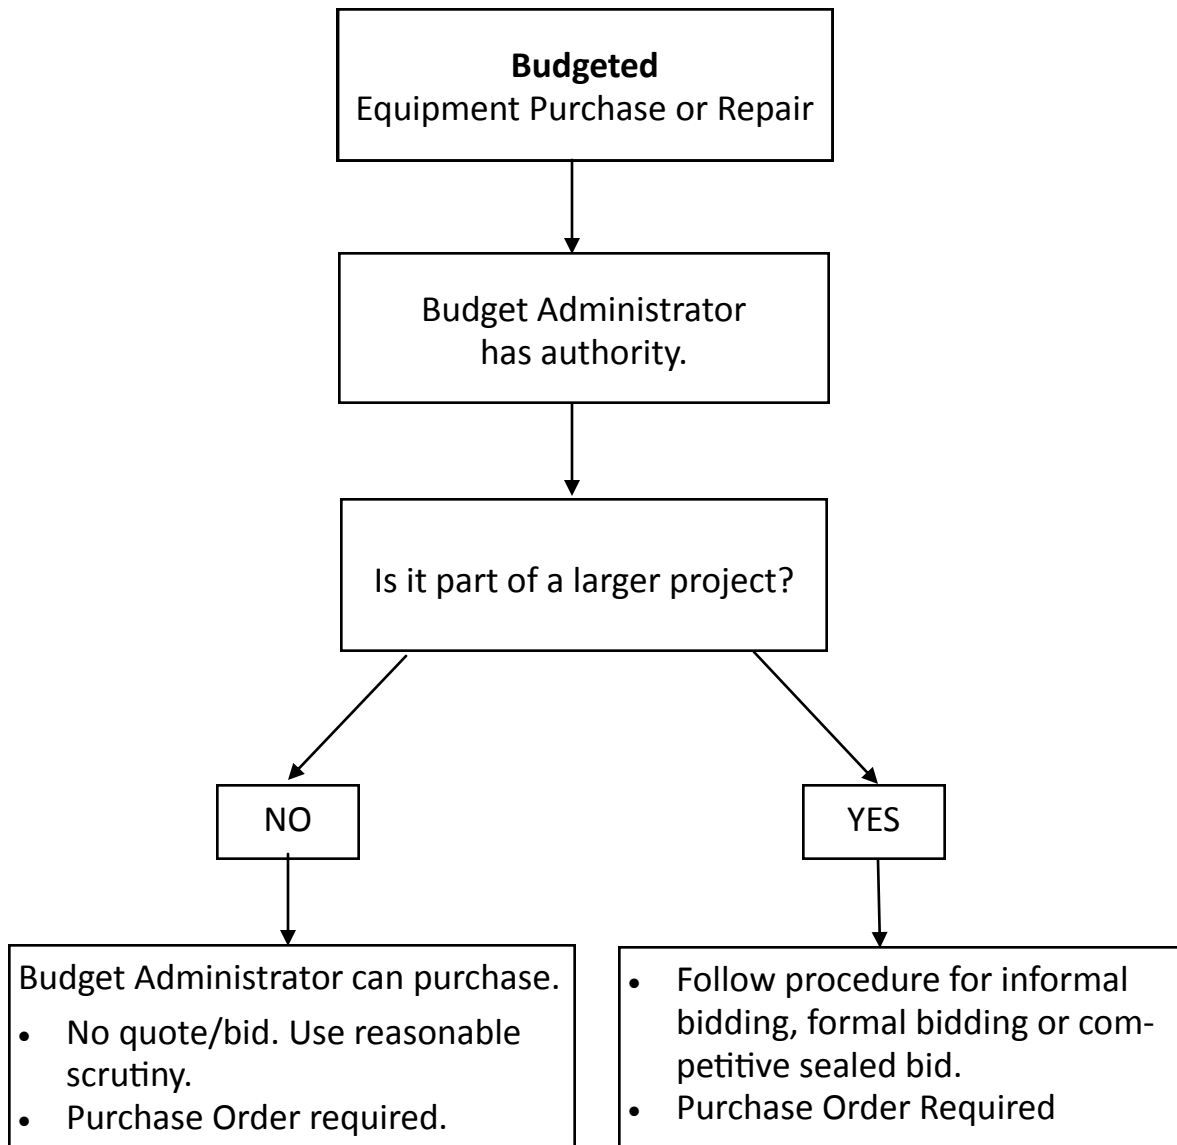 Budgeted
Equipment Purchase or Repair
Budget Administrator
has authority.
Is it part of a larger project?
NO
YES
Budget Administrator can purchase.
• No quote/bid. Use reasonable
scrutiny.
• Purchase Order required.
• Follow procedure for informal
bidding, formal bidding or com-
petitive sealed bid.
• Purchase Order Required